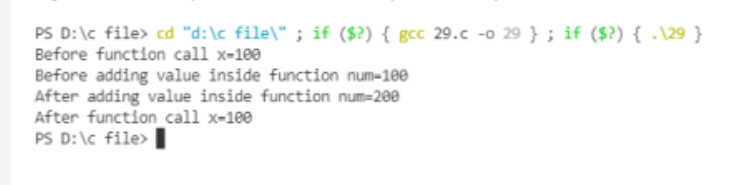 PS D:\c file> cd "d:\c file\" ; if ($?) { gcc 29.c -o 29 } ; if ($?) { .\29 }
Before function call x=100
Before adding value inside function num=100
After adding value inside function num=200
After function call x=100
PS D:\c file>